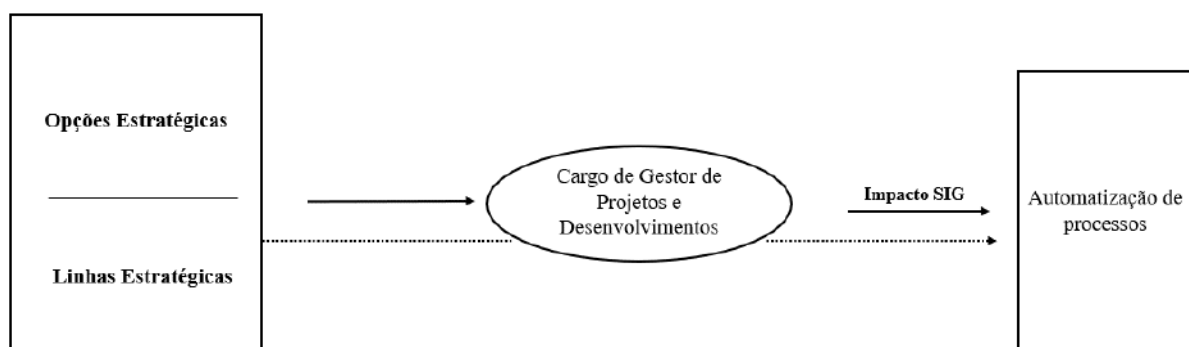 Opções Estratégicas
Linhas Estratégicas
Cargo de Gestor de
Projetos e
Desenvolvimentos
Impacto SIG
Automatização de
processos